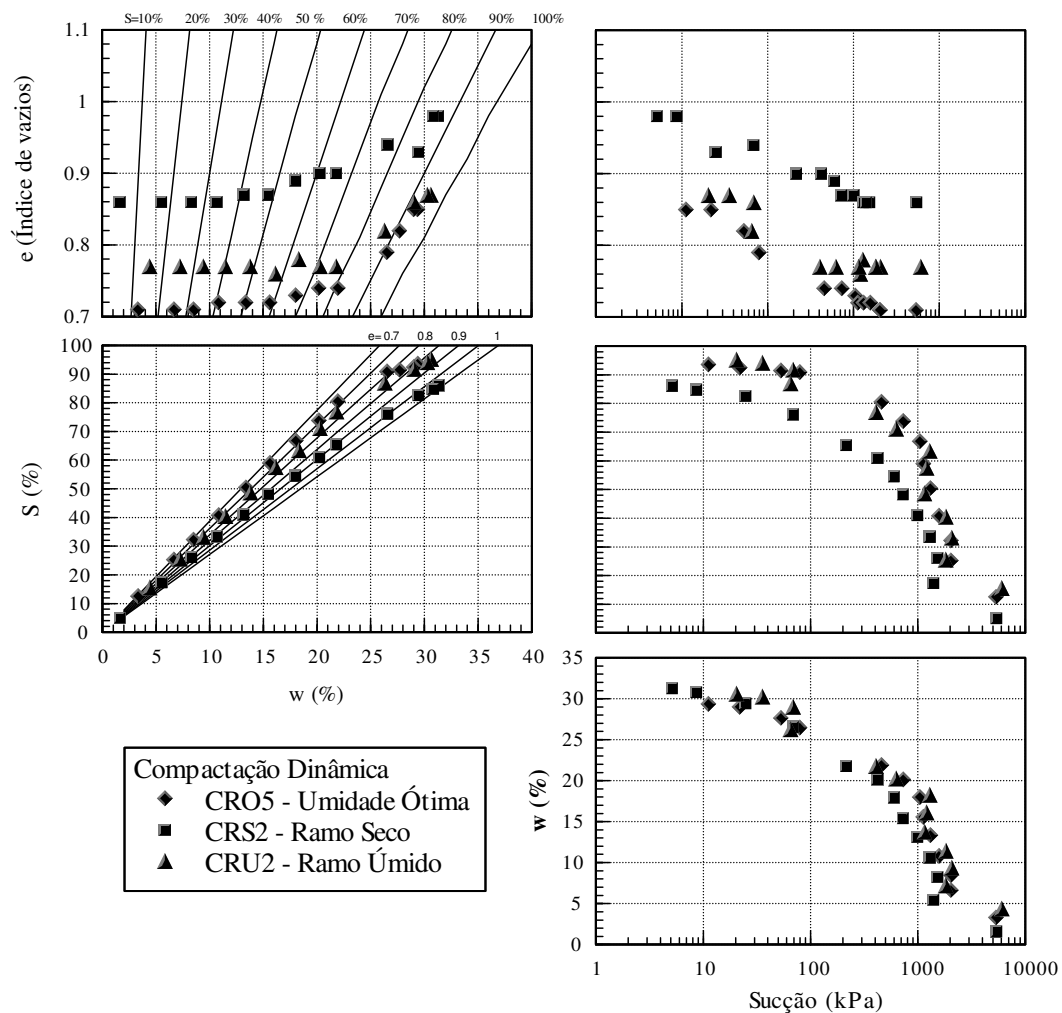 S=10% 20% 30% 40% 50% 60% 70% 80% 90% 100%
1.1
1
0.9
0.8
0.7
e (Índice de vazios)
e= 0.7 0.8 0.9 1
100
90
80
70
60
50
40
30
20
10
0
S (%)
0 5 10 15 20 25 30 35 40
w (%)
35
30
25
20
15
10
5
0
w (%)
1 10 100 1000 10000
Sucção (kPa)
Compactação Dinâmica
CRO5 - Umidade Ótima
CRS2 - Ramo Seco
CRU2 - Ramo Úmido